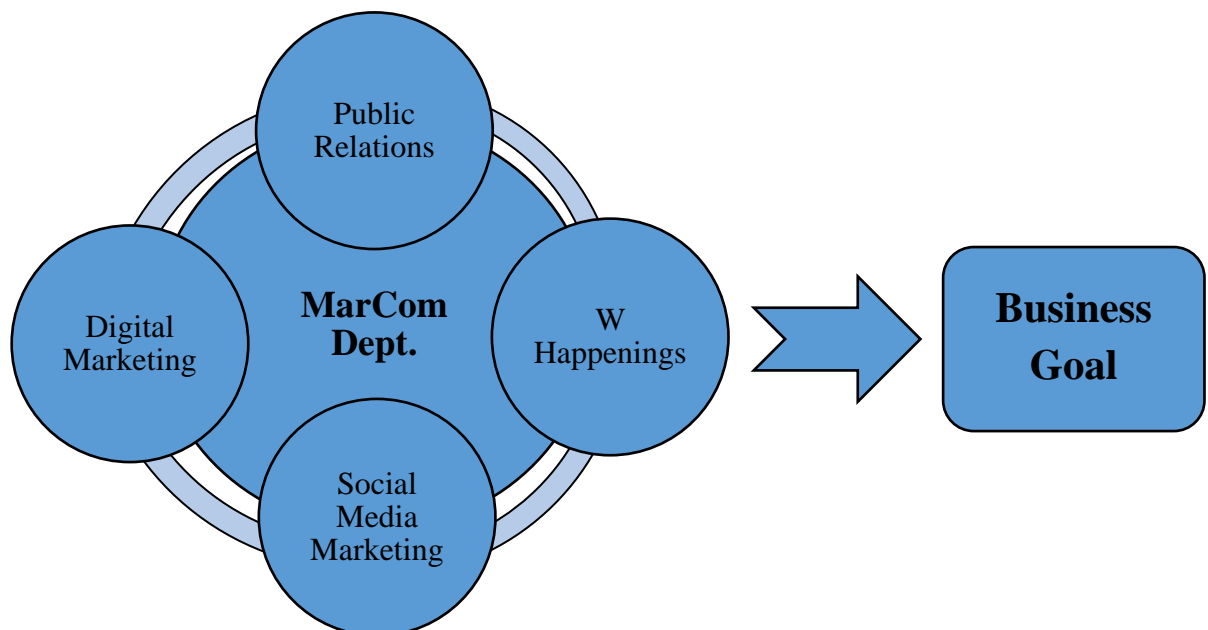 Public
Relations
MarCom
Dept.
Digital
Marketing
W
Happenings
Social
Media
Marketing
Business
Goal